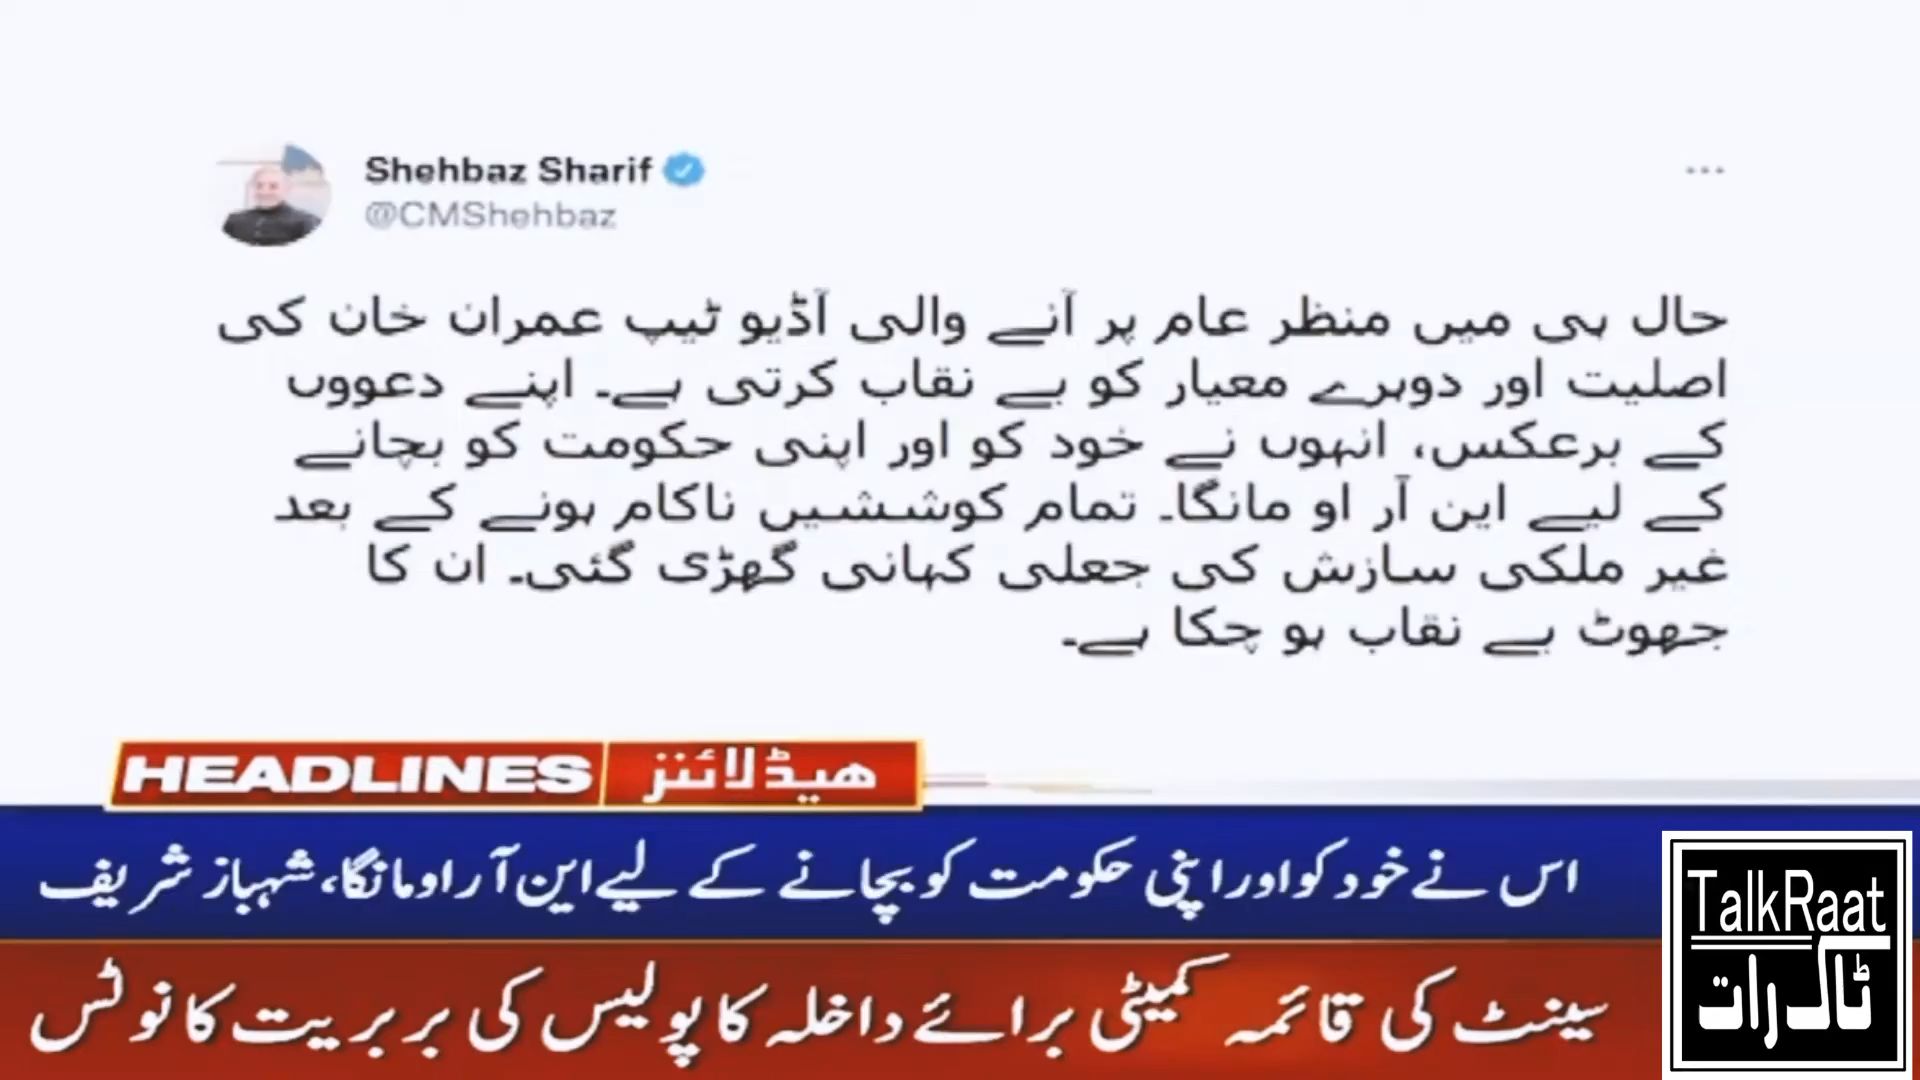 Shehbaz Sharif
@CMShehbaz
حال ہی میں منظر عام پر آنے والی آڈیو ٹیپ عمران خان کی
اصلیت اور دوہرے معیار کو بے نقاب کرتی ہے۔ اپنے دعووں
کے برعکس، انہوں نے خود کو اور اپنی حکومت کو بچانے
کے لیے این آر او مانگا۔ تمام کوششیں ناکام ہونے کے بعد
غیر ملکی سازش کی جعلی کہانی گھڑی گئی۔ ان کا
جھوٹ بے نقاب ہو چکا ہے۔
HEADLINES ھیڈلائنز
اس نے خود کو اور اپنی حکومت کو بچانے کے لیے این آر او مانگا، شہباز شریف
سینٹ کی قائمہ کمیٹی برائے داخلہ کا پولیس کی بربریت کا نوٹس
TalkRaat
ٹاک رات